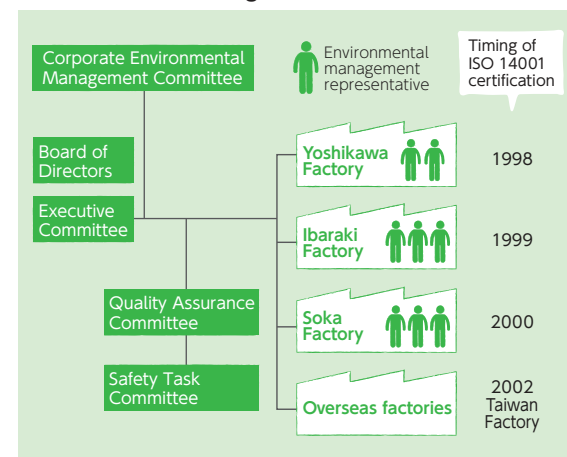 Corporate Environmental
Management Committee
Environmental
management
representative
Timing of
ISO 14001
certification
Board of
Directors
Executive
Committee
Quality Assurance
Committee
Safety Task
Committee
Yoshikawa
Factory
1998
Ibaraki
Factory
1999
Soka
Factory
2000
Overseas factories
2002
Taiwan
Factory